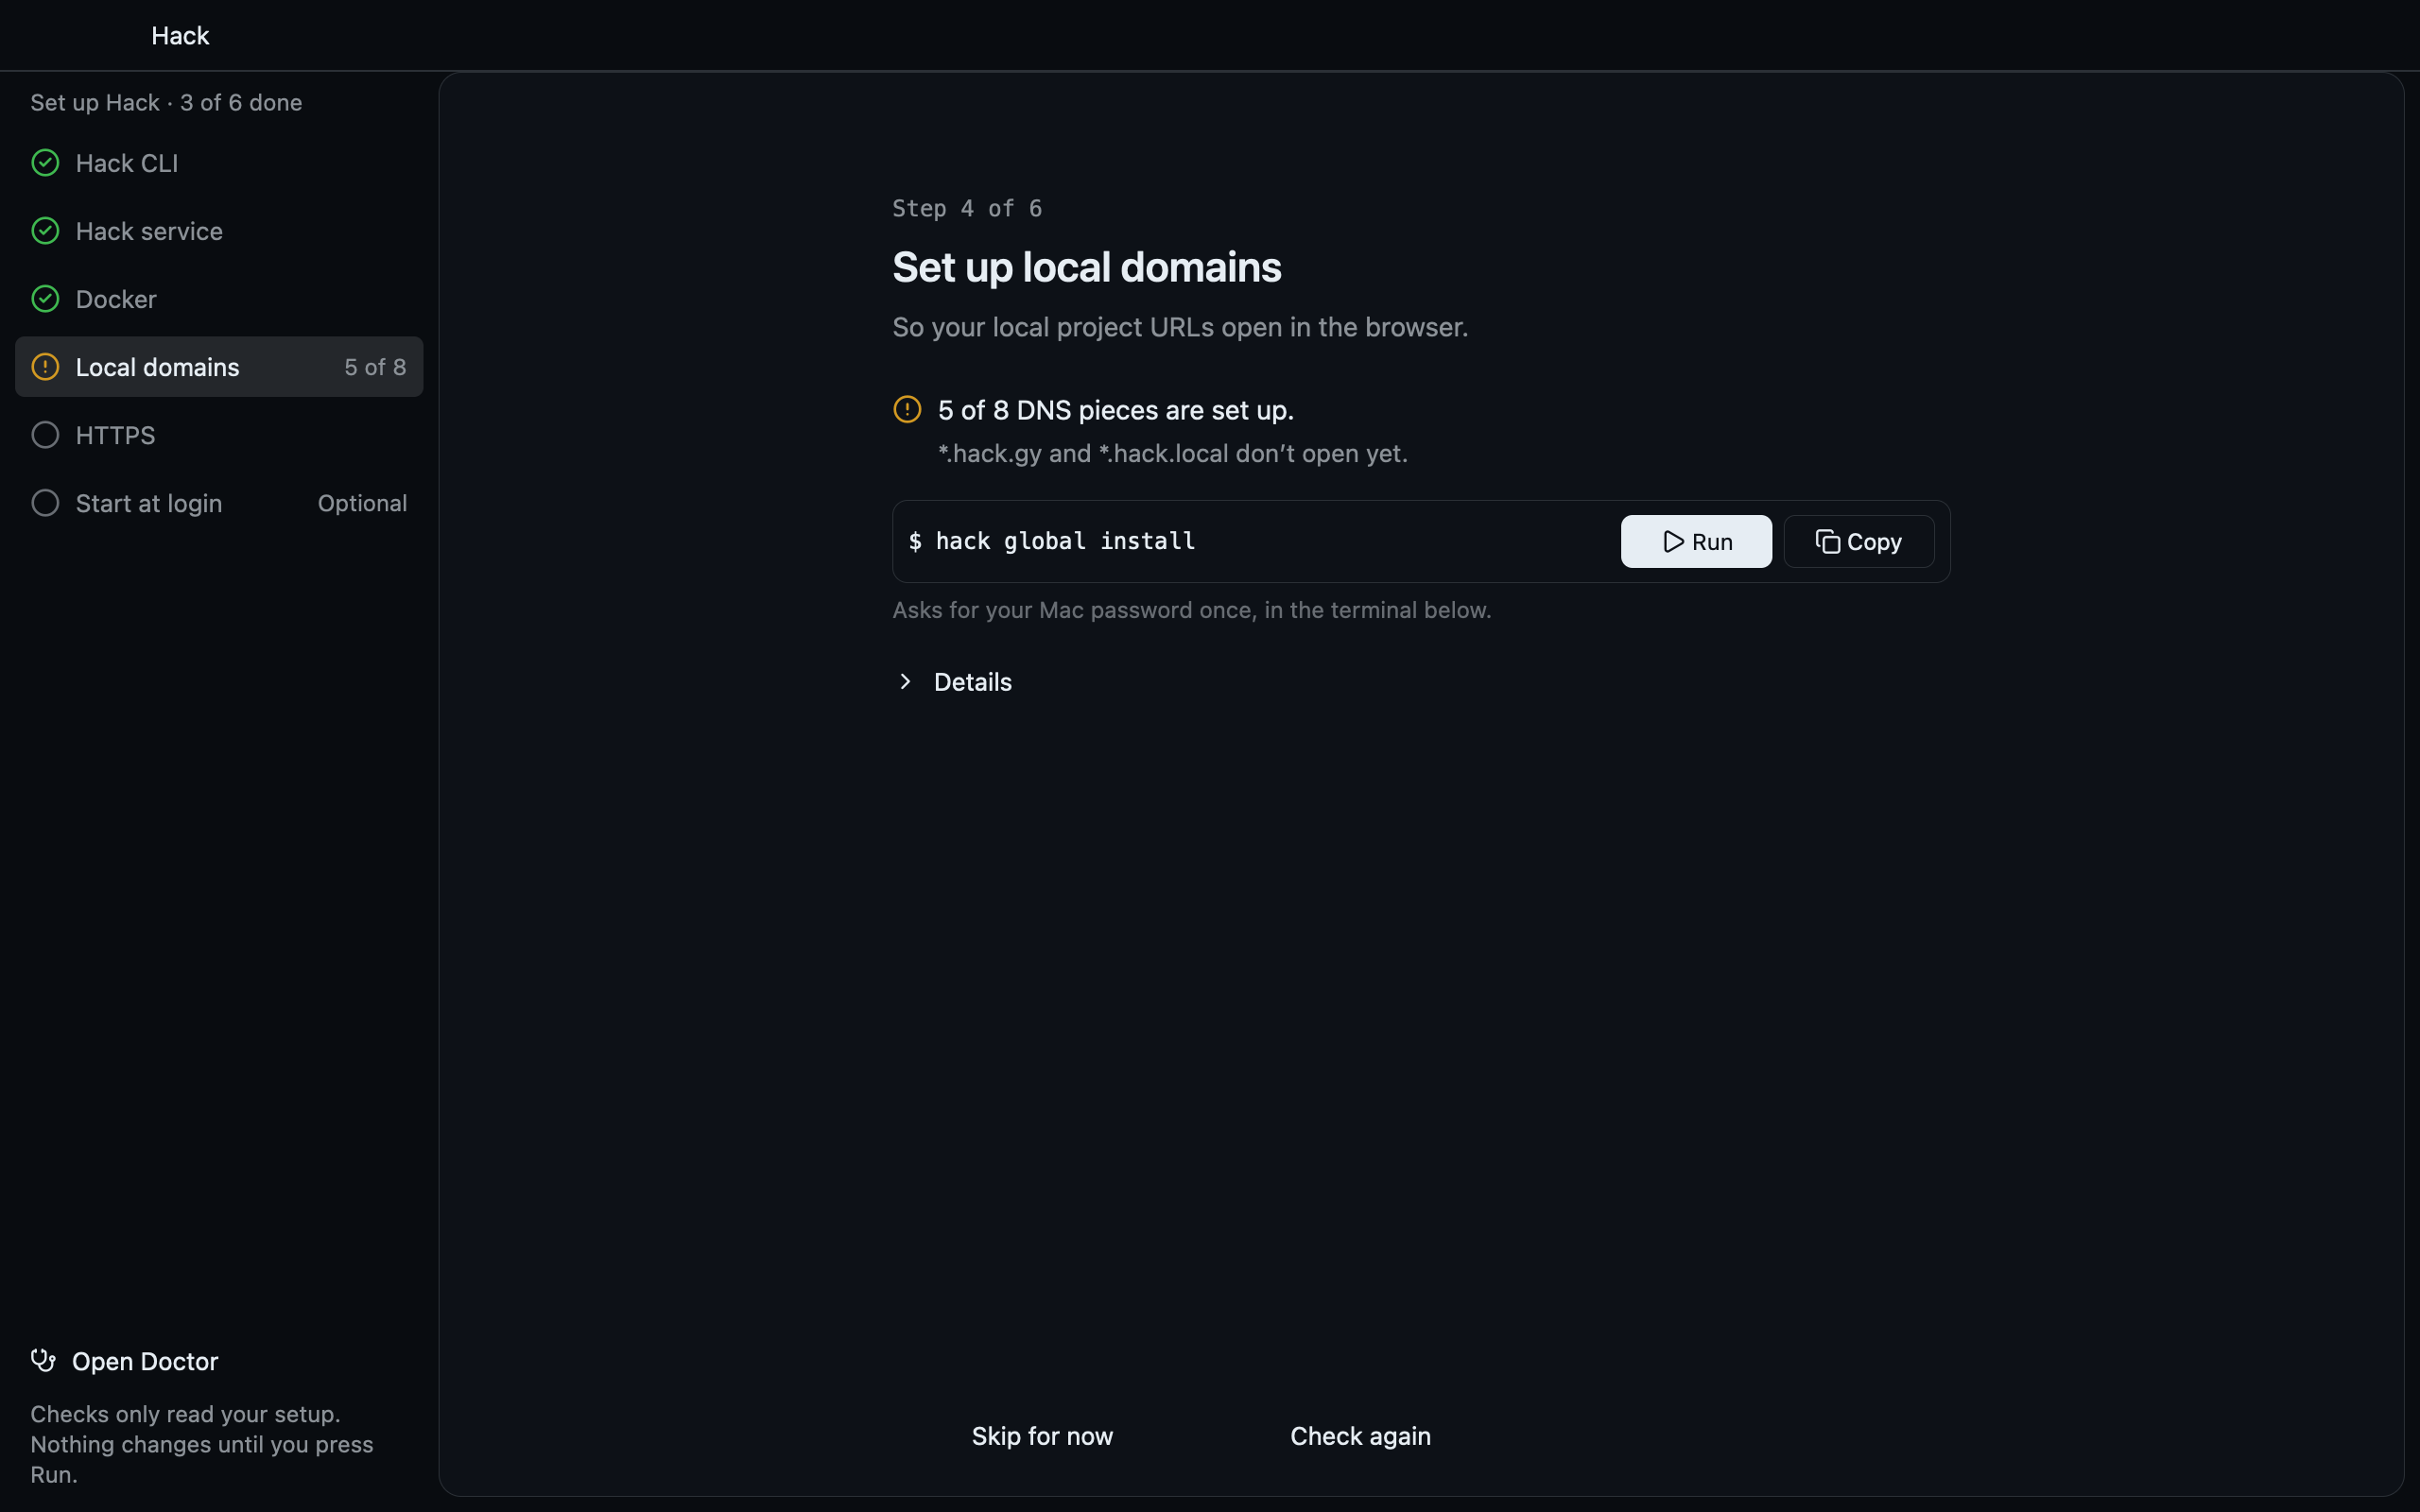 Hack
Set up Hack · 3 of 6 done
Hack CLI
Hack service
Docker
Local domains 5 of 8
HTTPS
Start at login Optional
Open Doctor
Checks only read your setup.
Nothing changes until you press
Run.
Step 4 of 6
Set up local domains
So your local project URLs open in the browser.
5 of 8 DNS pieces are set up.
*.hack.gy and *.hack.local don’t open yet.
$ hack global install
Run
Copy
Asks for your Mac password once, in the terminal below.
Details
Skip for now
Check again